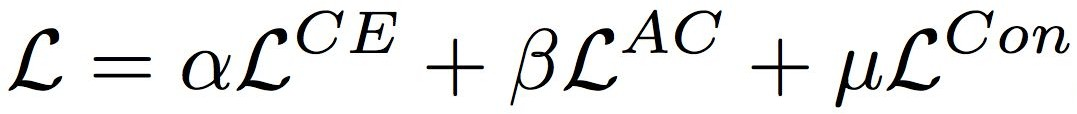 ℒ = αℒ^{CE} + βℒ^{AC} + μℒ^{Con}